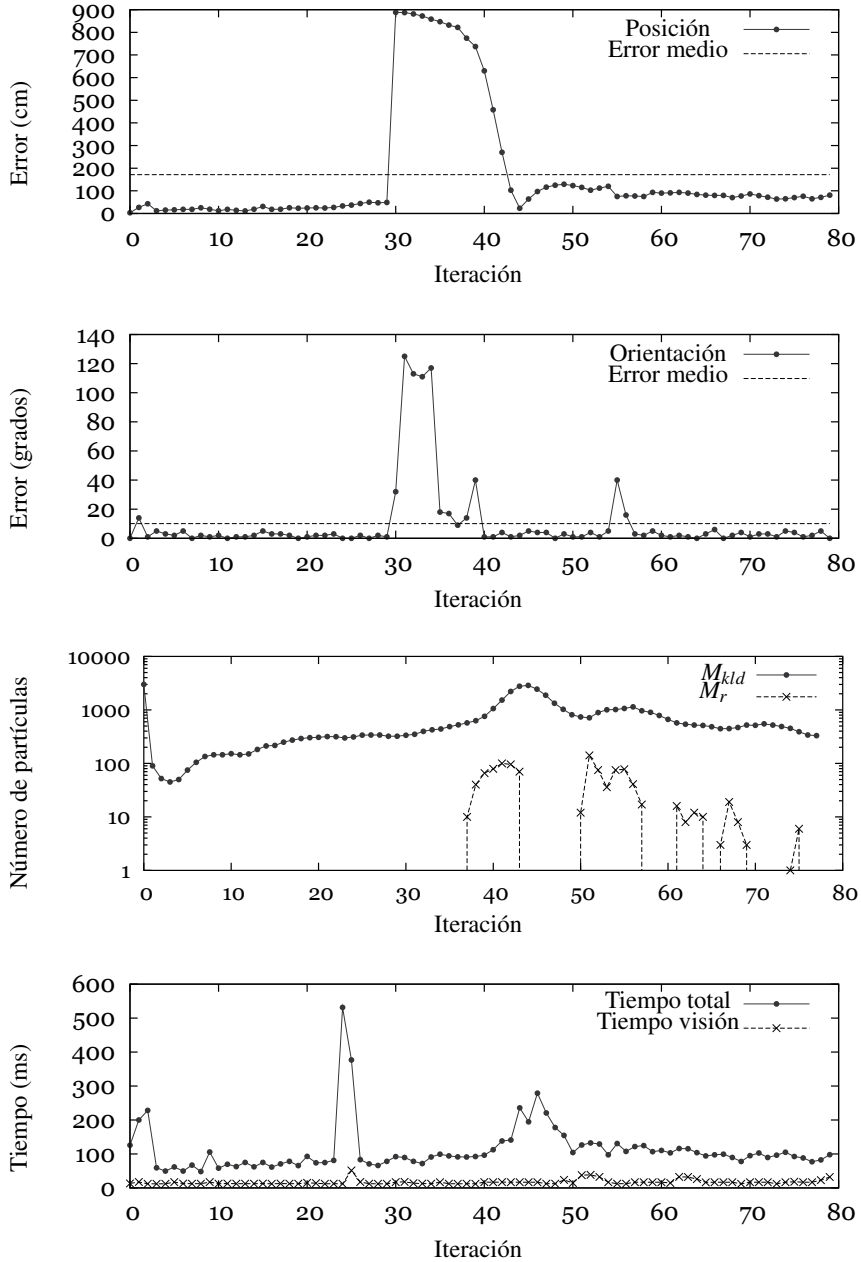 900
800
700
600
500
400
300
200
100
0
Error (cm)
Posición
Error medio
0 10 20 30 40 50 60 70 80
Iteración
140
120
100
80
60
40
20
0
Error (grados)
Orientación
Error medio
0 10 20 30 40 50 60 70 80
Iteración
10000
1000
100
10
1
Número de partículas
M_kld
M_r
0 10 20 30 40 50 60 70 80
Iteración
600
500
400
300
200
100
0
Tiempo (ms)
Tiempo total
Tiempo visión
0 10 20 30 40 50 60 70 80
Iteración